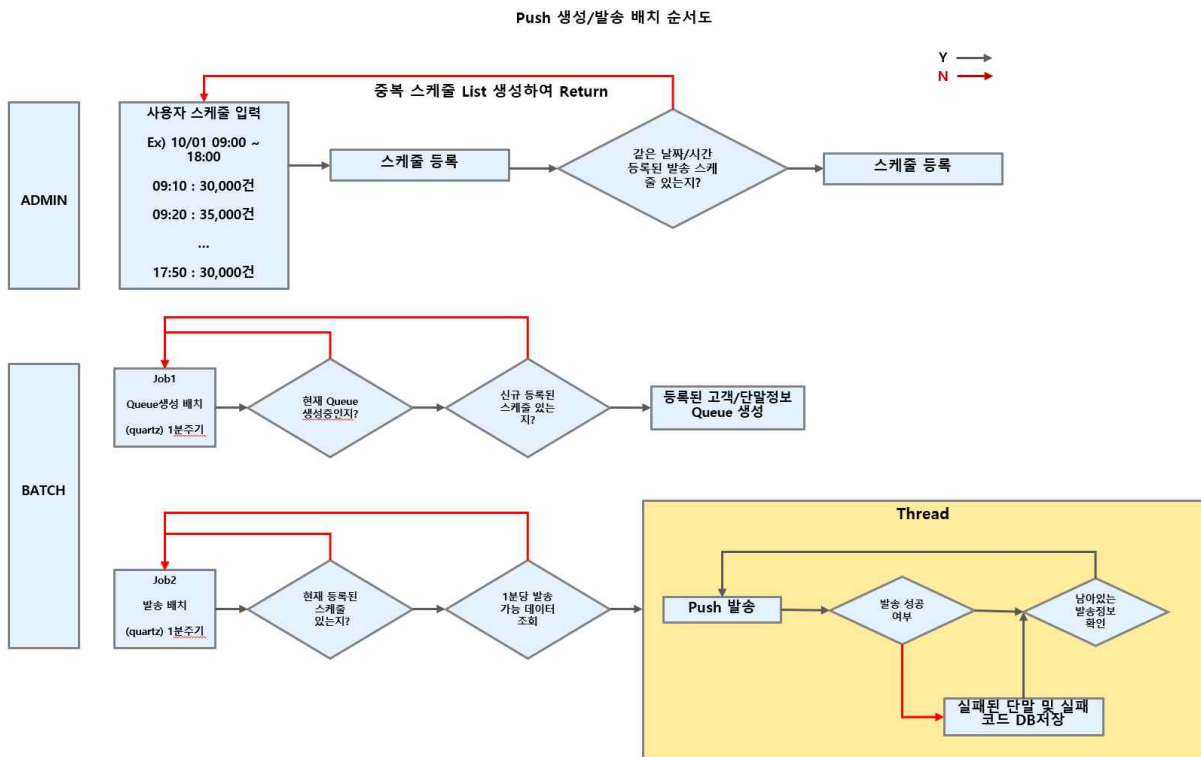 Push 생성/발송 배치 순서도
Y
N
중복 스케줄 List 생성하여 Return
ADMIN
사용자 스케줄 입력
Ex) 10/01 09:00 ~
18:00
09:10 : 30,000건
09:20 : 35,000건
...
17:50 : 30,000건
스케줄 등록
같은 날짜/시간
등록된 발송 스케
줄 있는지?
스케줄 등록
BATCH
Job1
Queue생성 배치
(quartz) 1분주기
현재 Queue
생성중인지?
신규 등록된
스케줄 있는
지?
등록된 고객/단말정보
Queue 생성
Job2
발송 배치
(quartz) 1분주기
현재 등록된
스케줄
있는지?
1분당 발송
가능 데이터
조회
Thread
Push 발송
발송 성공
여부
남아있는
발송정보
확인
실패된 단말 및 실패
코드 DB저장